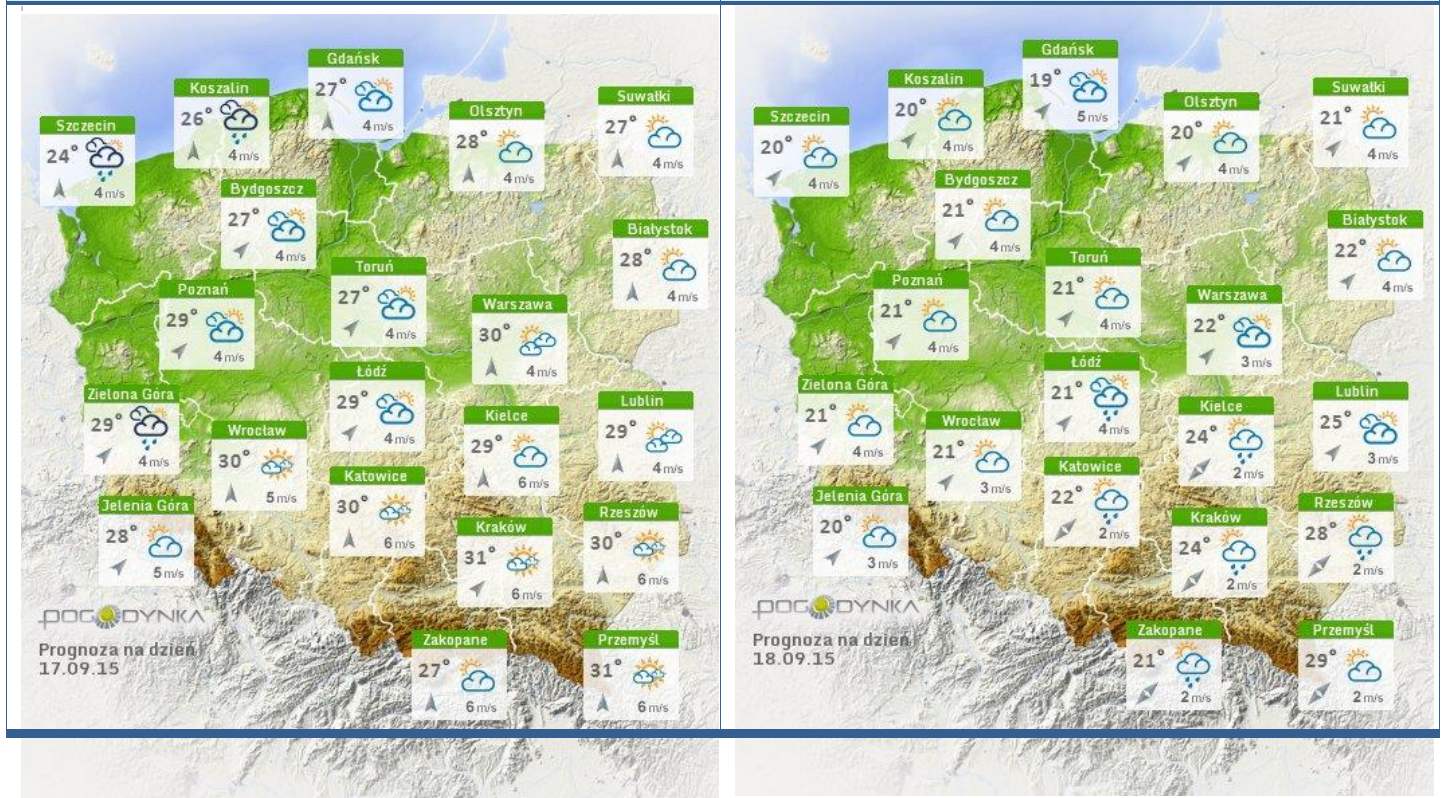 Gdańsk
27°
4 m/s
Koszalin
26°
4 m/s
Suwałki
27°
4 m/s
Olsztyn
28°
4 m/s
Szczecin
24°
4 m/s
Bydgoszcz
27°
4 m/s
Białystok
28°
4 m/s
Toruń
27°
4 m/s
Poznań
29°
4 m/s
Warszawa
30°
4 m/s
Łódź
29°
4 m/s
Zielona Góra
29°
4 m/s
Lublin
29°
4 m/s
Kielce
29°
6 m/s
Wrocław
30°
5 m/s
Katowice
30°
6 m/s
Jelenia Góra
28°
5 m/s
Rzeszów
30°
6 m/s
Kraków
31°
6 m/s
POGODYNKA
Prognoza na dzień
17.09.15
Zakopane
27°
6 m/s
Przemyśl
31°
6 m/s
Gdańsk
19°
5 m/s
Koszalin
20°
4 m/s
Suwałki
21°
4 m/s
Olsztyn
20°
4 m/s
Szczecin
20°
4 m/s
Bydgoszcz
21°
4 m/s
Białystok
22°
4 m/s
Toruń
21°
4 m/s
Poznań
21°
4 m/s
Warszawa
22°
3 m/s
Łódź
21°
4 m/s
Zielona Góra
21°
4 m/s
Lublin
25°
3 m/s
Kielce
24°
2 m/s
Wrocław
21°
3 m/s
Katowice
22°
2 m/s
Jelenia Góra
20°
3 m/s
Rzeszów
28°
2 m/s
Kraków
24°
2 m/s
POGODYNKA
Prognoza na dzień
18.09.15
Zakopane
21°
2 m/s
Przemyśl
29°
2 m/s